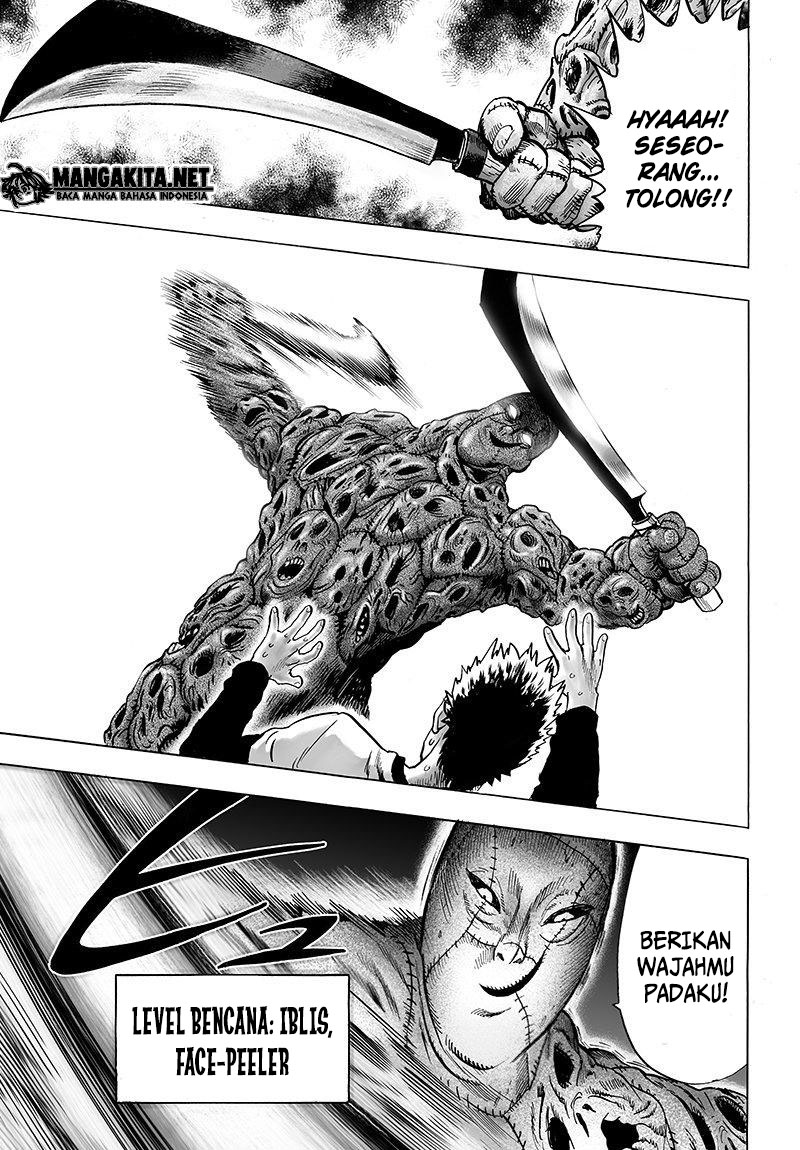 HYAAAH!
SESEO-
RANG...
TOLONG!!
MANGAKITA.NET
BACA MANGA BAHASA INDONESIA
BERIKAN
WAJAHMU
PADAKU!
LEVEL BENCANA: IBLIS,
FACE-PEELER